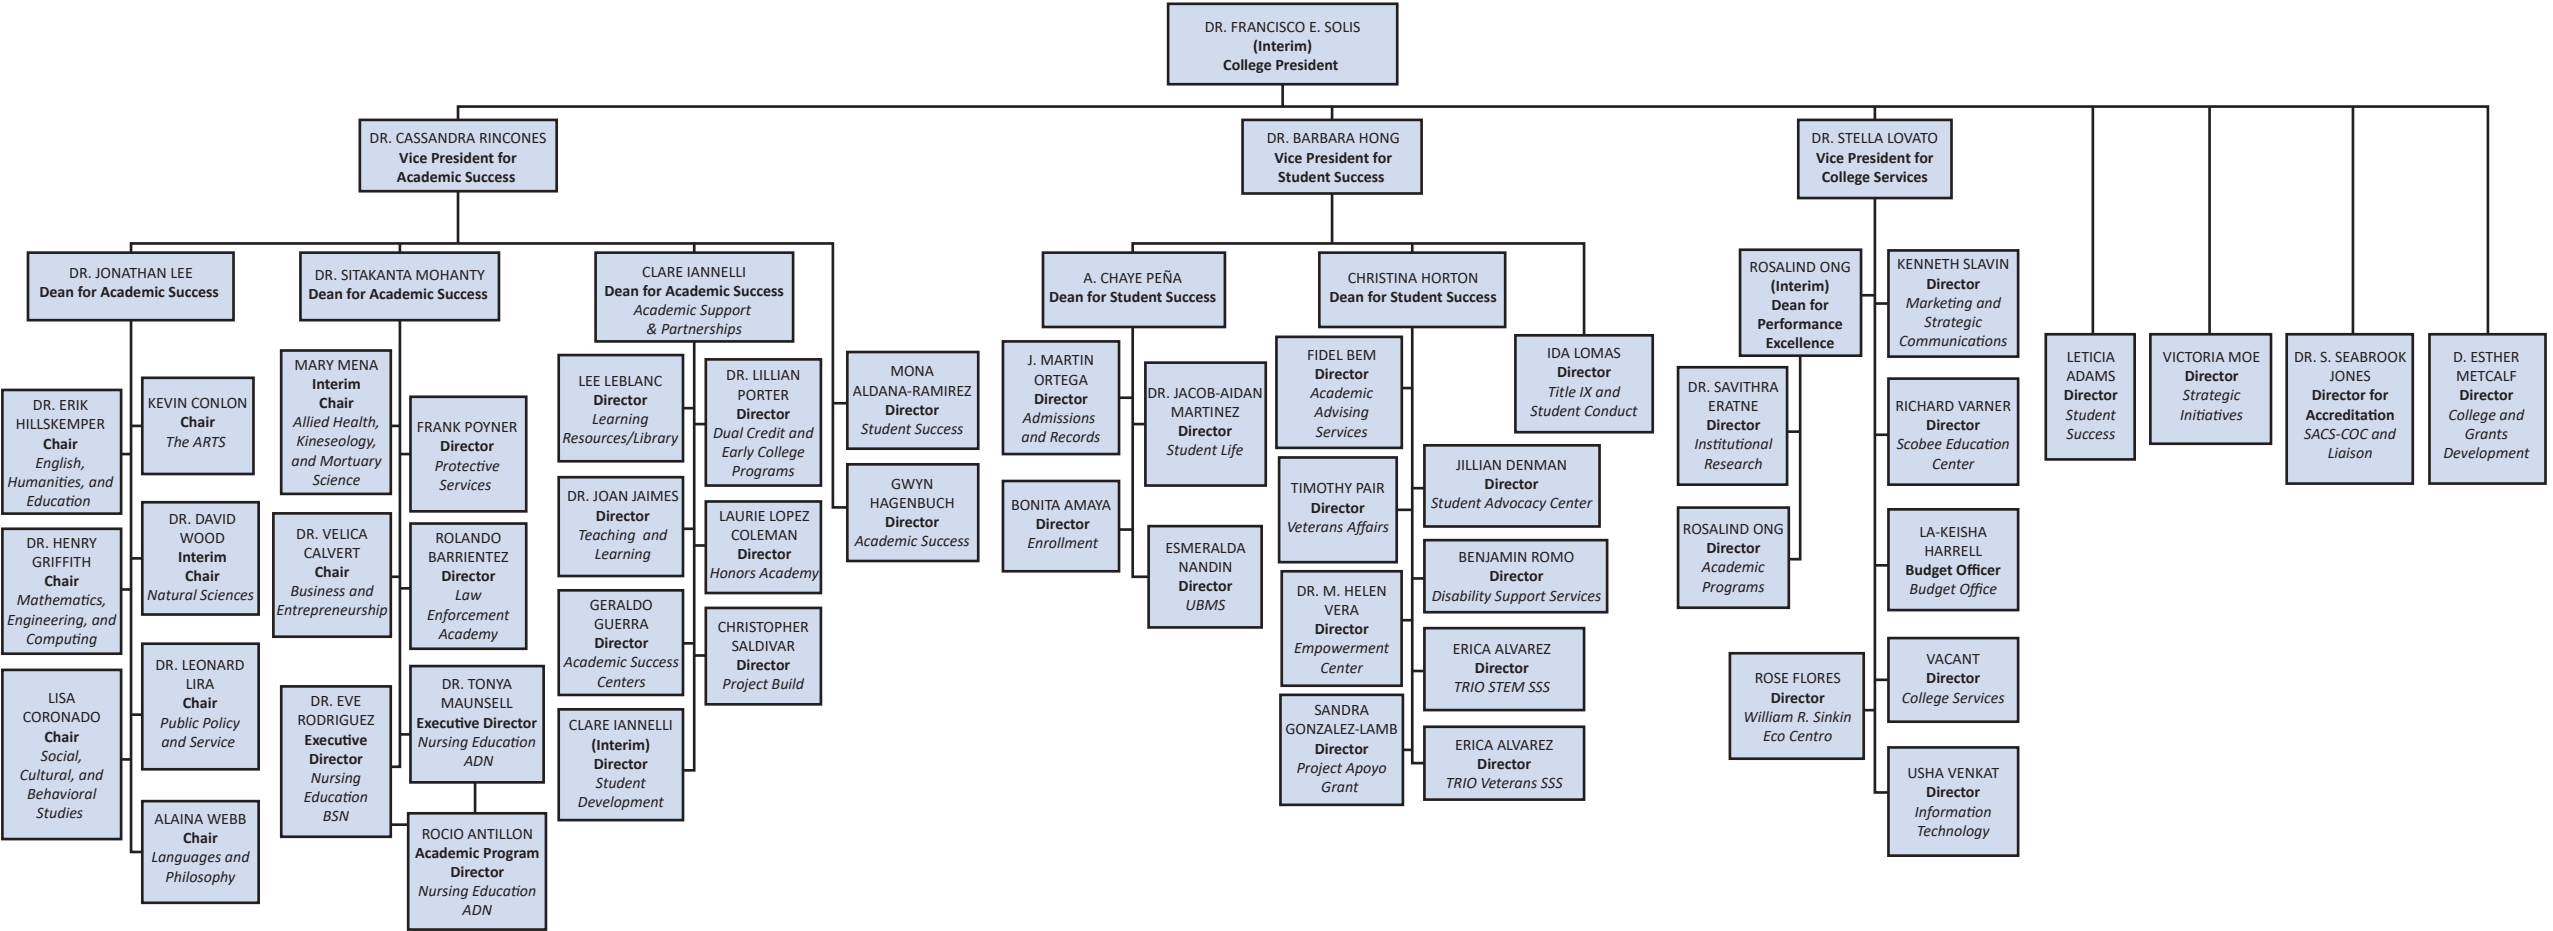 DR. FRANCISCO E. SOLIS
(Interim)
College President
DR. CASSANDRA RINCONES
Vice President for
Academic Success
DR. BARBARA HONG
Vice President for
Student Success
DR. STELLA LOVATO
Vice President for
College Services
DR. JONATHAN LEE
Dean for Academic Success
DR. ERIK
HILLSKEMPER
Chair
English,
Humanities, and
Education
KEVIN CONLON
Chair
The ARTS
DR. HENRY
GRIFFITH
Chair
Mathematics,
Engineering, and
Computing
DR. DAVID
WOOD
Interim
Chair
Natural Sciences
LISA
CORONADO
Chair
Social,
Cultural, and
Behavioral
Studies
DR. LEONARD
LIRA
Chair
Public Policy
and Service
ALAINA WEBB
Chair
Languages and
Philosophy
DR. SITAKANTA MOHANTY
Dean for Academic Success
MARY MENA
Interim
Chair
Allied Health,
Kineseology,
and Mortuary
Science
FRANK POYNER
Director
Protective
Services
DR. VELICA
CALVERT
Chair
Business and
Entrepreneurship
ROLANDO
BARRIENTEZ
Director
Law
Enforcement
Academy
DR. EVE
RODRIGUEZ
Executive
Director
Nursing
Education
BSN
DR. TONYA
MAUNSELL
Executive Director
Nursing Education
ADN
ROCIO ANTILLON
Academic Program
Director
Nursing Education
ADN
CLARE IANNELLI
Dean for Academic Success
Academic Support
& Partnerships
LEE LEBLANC
Director
Learning
Resources/Library
DR. LILLIAN
PORTER
Director
Dual Credit and
Early College
Programs
DR. JOAN JAIMES
Director
Teaching and
Learning
LAURIE LOPEZ
COLEMAN
Director
Honors Academy
GERALDO
GUERRA
Director
Academic Success
Centers
CHRISTOPHER
SALDIVAR
Director
Project Build
CLARE IANNELLI
(Interim)
Director
Student
Development
MONA
ALDANA-RAMIREZ
Director
Student Success
GWYN
HAGENBUCH
Director
Academic Success
A. CHAYE PEÑA
Dean for Student Success
J. MARTIN
ORTEGA
Director
Admissions
and Records
DR. JACOB-AIDAN
MARTINEZ
Director
Student Life
BONITA AMAYA
Director
Enrollment
ESMERALDA
NANDIN
Director
UBMS
CHRISTINA HORTON
Dean for Student Success
FIDEL BEM
Director
Academic
Advising
Services
TIMOTHY PAIR
Director
Veterans Affairs
JILLIAN DENMAN
Director
Student Advocacy Center
DR. M. HELEN
VERA
Director
Empowerment
Center
BENJAMIN ROMO
Director
Disability Support Services
ERICA ALVAREZ
Director
TRIO STEM SSS
SANDRA
GONZALEZ-LAMB
Director
Project Apoyo
Grant
ERICA ALVAREZ
Director
TRIO Veterans SSS
IDA LOMAS
Director
Title IX and
Student Conduct
ROSALIND ONG
(Interim)
Dean for
Performance
Excellence
DR. SAVITHRA
ERATNE
Director
Institutional
Research
ROSALIND ONG
Director
Academic
Programs
KENNETH SLAVIN
Director
Marketing and
Strategic
Communications
RICHARD VARNER
Director
Scobee Education
Center
LA-KEISHA
HARRELL
Budget Officer
Budget Office
ROSE FLORES
Director
William R. Sinkin
Eco Centro
VACANT
Director
College Services
USHA VENKAT
Director
Information
Technology
LETICIA
ADAMS
Director
Student
Success
VICTORIA MOE
Director
Strategic
Initiatives
DR. S. SEABROOK
JONES
Director for
Accreditation
SACS-COC and
Liaison
D. ESTHER
METCALF
Director
College and
Grants
Development